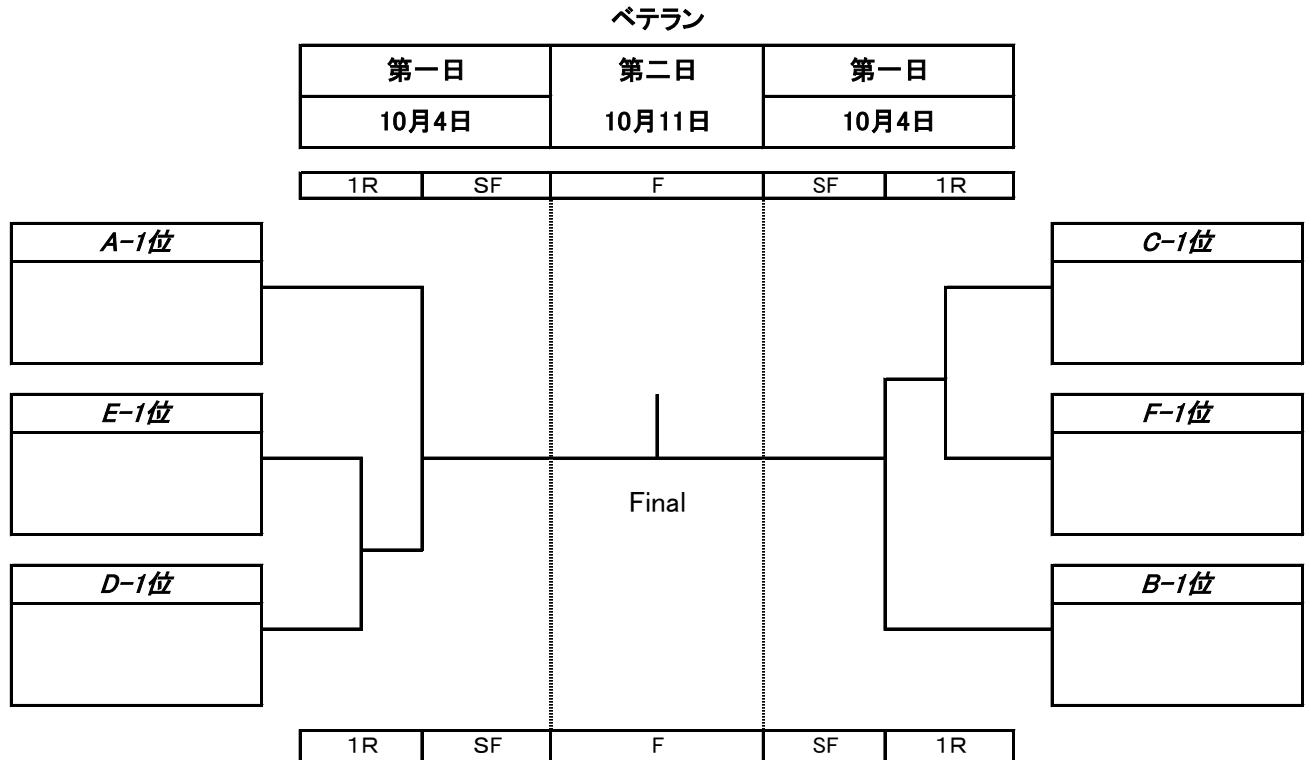 ベテラン
第一日 第二日 第一日
10月4日 10月11日 10月4日
1R SF F SF 1R
A-1位 C-1位
E-1位 F-1位
Final
D-1位 B-1位
1R SF F SF 1R